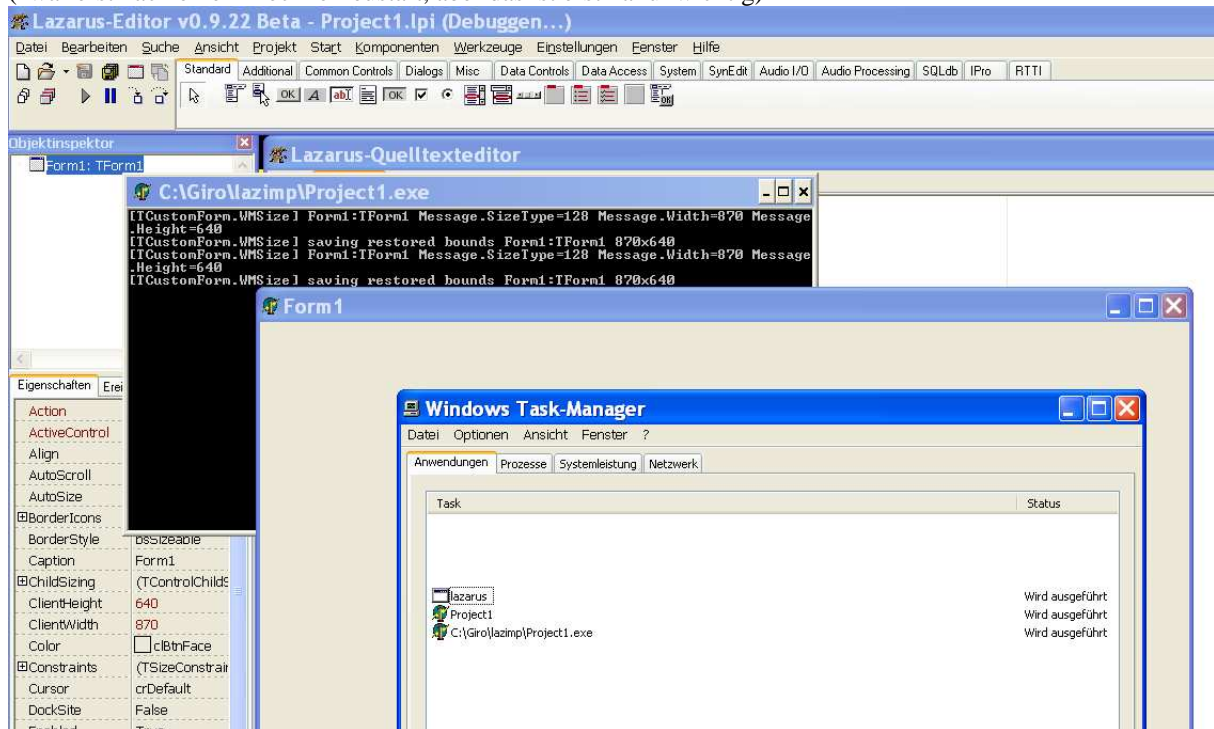 Lazarus-Editor v0.9.22 Beta - Project1.lpi (Debuggen...)
Datei Bearbeiten Suche Ansicht Projekt Start Komponenten Werkzeuge Einstellungen Fenster Hilfe
Standard Additional Common Controls Dialogs Misc Data Controls Data Access System SynEdit Audio I/O Audio Processing SQLdb IPro RTTI
OK A abI OK OK
Objektinspektor
Form1: TForm1
Lazarus-Quelltexteditor
C:\Giro\lazimp\Project1.exe
[TCustomForm.WMSize] Form1:TForm1 Message.SizeType=128 Message.Width=870 Message
.Height=640
[TCustomForm.WMSize] saving restored bounds Form1:TForm1 870x640
[TCustomForm.WMSize] Form1:TForm1 Message.SizeType=128 Message.Width=870 Message
.Height=640
[TCustomForm.WMSize] saving restored bounds Form1:TForm1 870x640
Form1
Eigenschaften Erei
Action
ActiveControl
Align
AutoScroll
AutoSize
BorderIcons
BorderStyle bsSizeable
Caption Form1
ChildSizing (TControlChildS
ClientHeight 640
ClientWidth 870
Color clBtnFace
Constraints (TSizeConstrain
Cursor crDefault
DockSite False
Windows Task-Manager
Datei Optionen Ansicht Fenster ?
Anwendungen Prozesse Systemleistung Netzwerk
Task Status
lazarus Wird ausgeführt
Project1 Wird ausgeführt
C:\Giro\lazimp\Project1.exe Wird ausgeführt